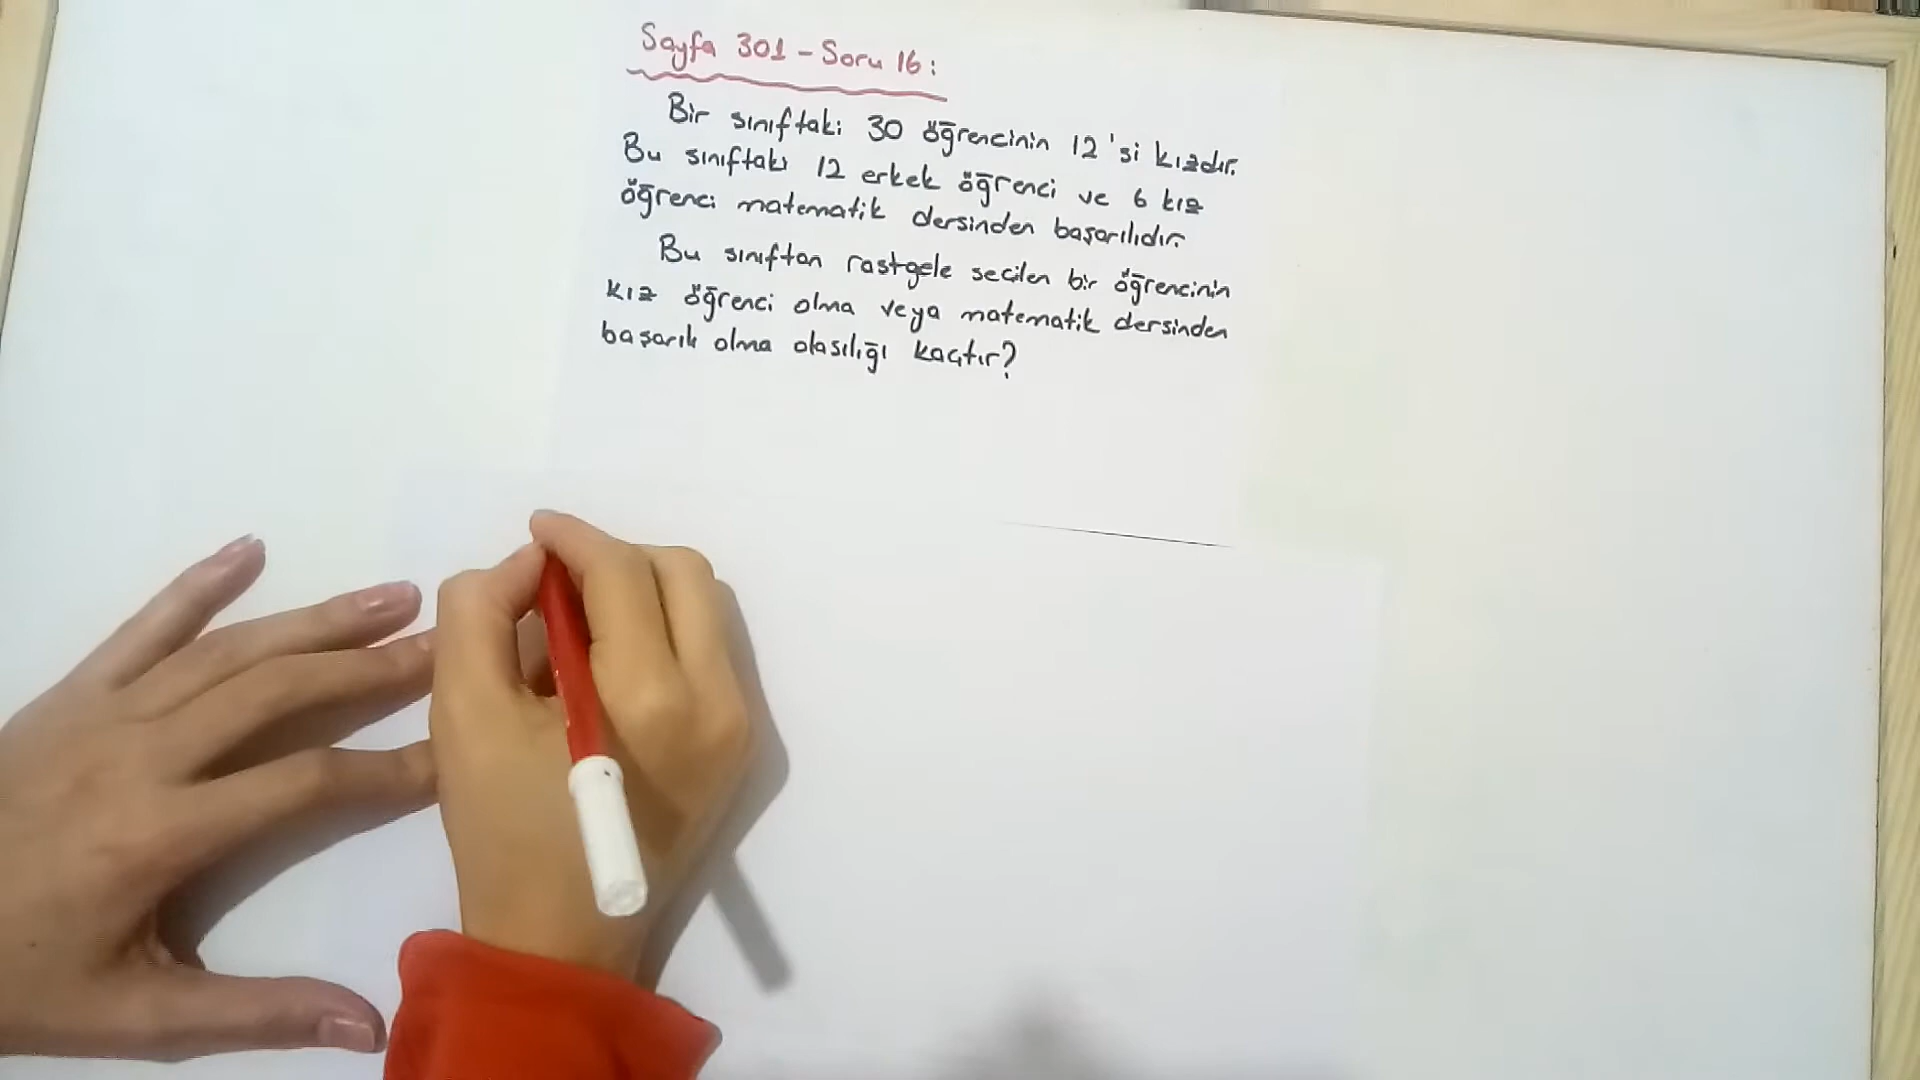 Sayfa 301 - Soru 16:
Bir sınıftaki 30 öğrencinin 12'si kızdır.
Bu sınıftaki 12 erkek öğrenci ve 6 kız
öğrenci matematik dersinden başarılıdır.
Bu sınıftan rastgele seçilen bir öğrencinin
kız öğrenci olma veya matematik dersinden
başarılı olma olasılığı kaçtır?